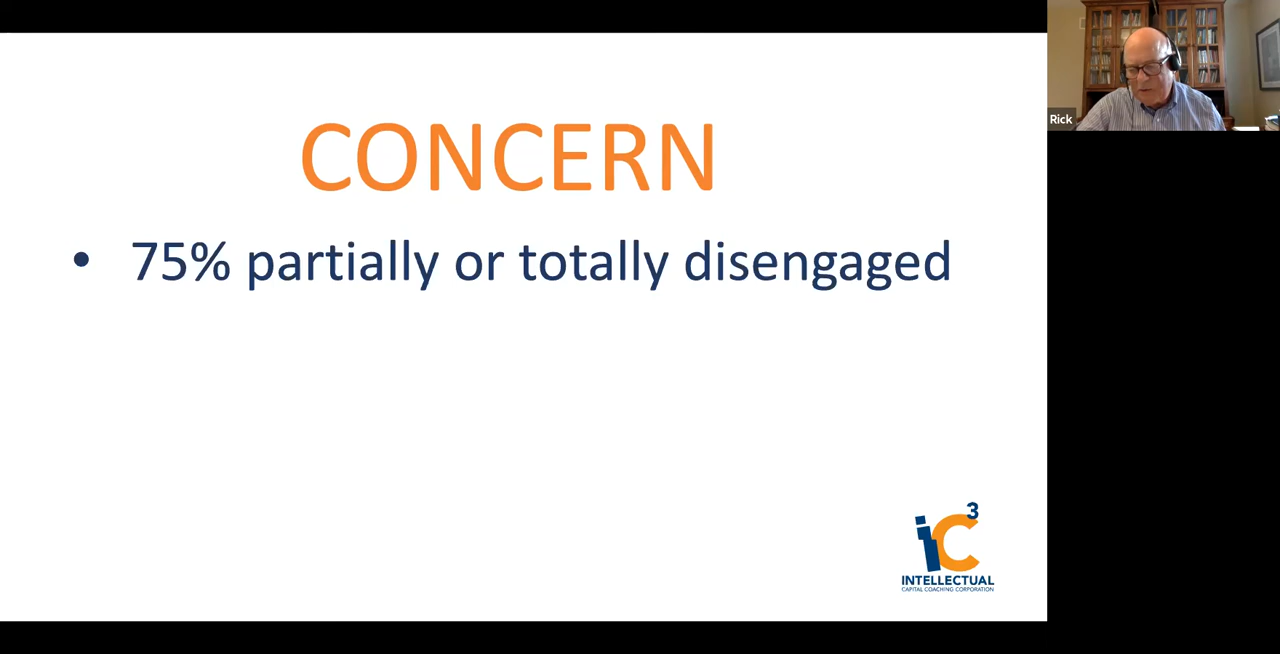 CONCERN
• 75% partially or totally disengaged
iC3
INTELLECTUAL
CAPITAL COACHING CORPORATION
Rick